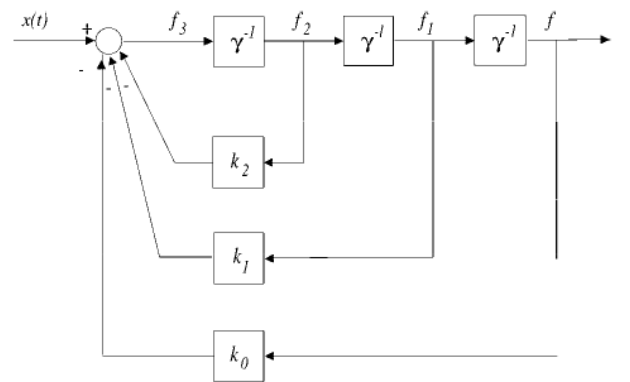 x(t) + f₃ γ⁻¹ f₂ γ⁻¹ f₁ γ⁻¹ f
- - -
k₂
k₁
k₀